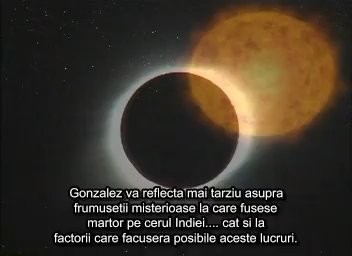 Gonzalez va reflecta mai tarziu asupra
frumusetii misterioase la care fusese
martor pe cerul Indiei.... cat si la
factorii care facusera posibile aceste lucruri.